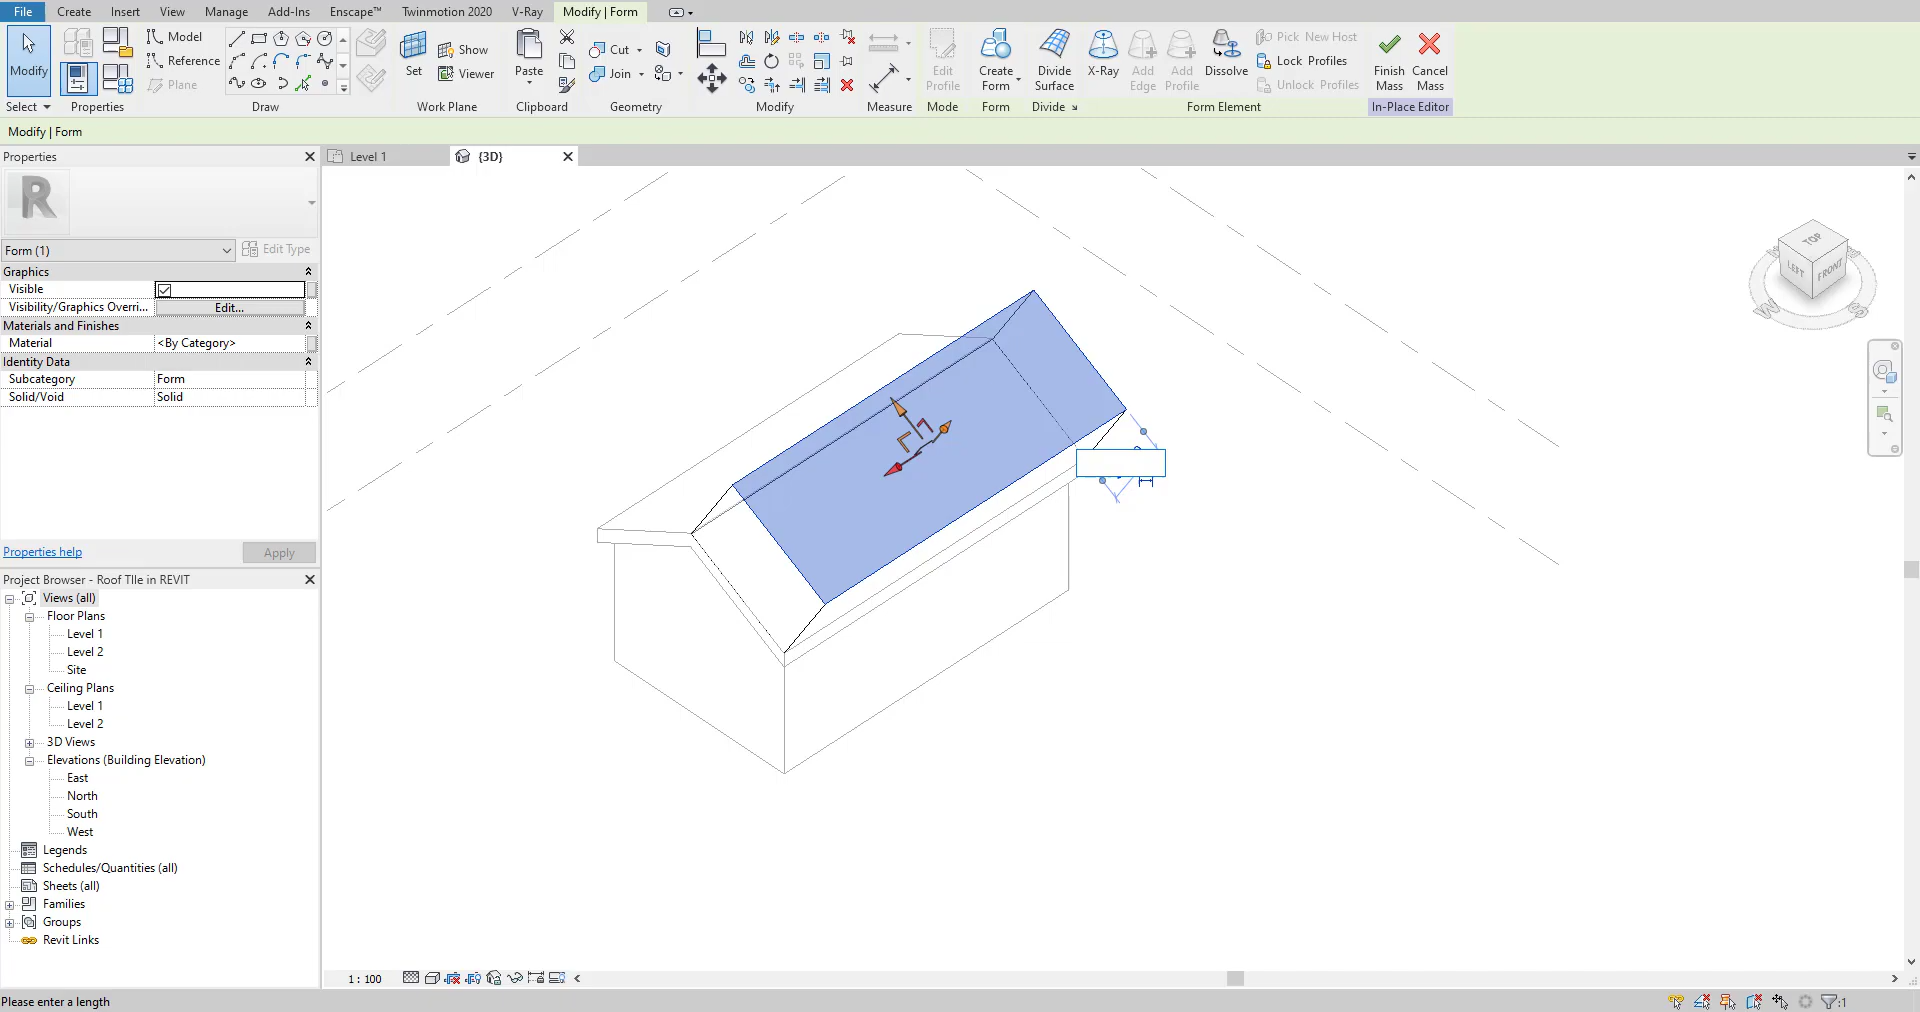 File Create Insert View Manage Add-Ins Enscape™ Twinmotion 2020 V-Ray Modify | Form
Modify
Model
Reference
Plane
Set
Show
Viewer
Paste
Cut
Join
Edit Profile
Create Form
Divide Surface
X-Ray
Add Edge
Add Profile
Dissolve
Pick New Host
Lock Profiles
Unlock Profiles
Finish Mass
Cancel Mass
Select Properties Draw Work Plane Clipboard Geometry Modify Measure Mode Form Divide Form Element In-Place Editor
Modify | Form
Properties
Level 1
{3D}
R
Form (1)
Edit Type
Graphics
Visible
Visibility/Graphics Overri... Edit...
Materials and Finishes
Material <By Category>
Identity Data
Subcategory Form
Solid/Void Solid
Properties help
Apply
TOP
LEFT
FRONT
W
S
Project Browser - Roof TIle in REVIT
Views (all)
Floor Plans
Level 1
Level 2
Site
Ceiling Plans
Level 1
Level 2
3D Views
Elevations (Building Elevation)
East
North
South
West
Legends
Schedules/Quantities (all)
Sheets (all)
Families
Groups
Revit Links
1 : 100
Please enter a length
:1